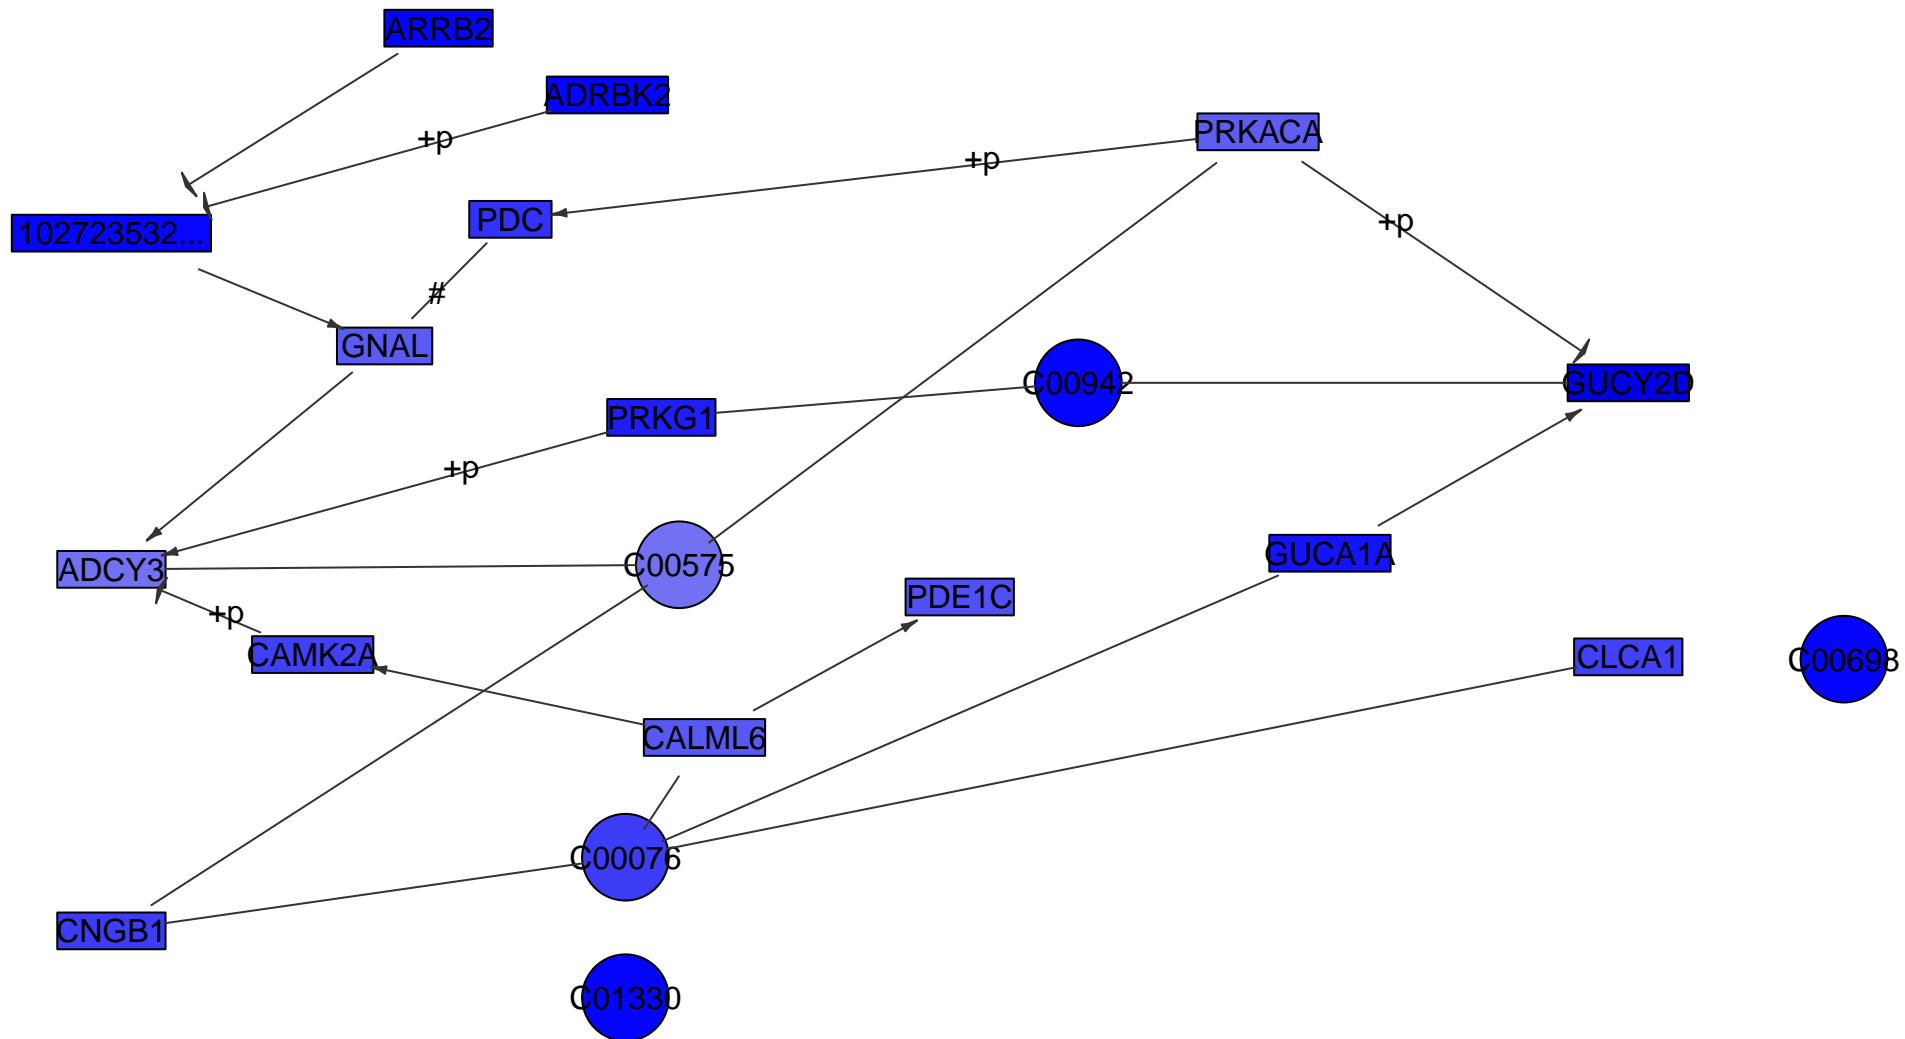 ARRB2
ADRBK2
+p
PRKACA
+p
PDC
102723532...
+p
#
GNAL
C00942
GUCY2D
PRKG1
+p
ADCY3
C00575
GUCA1A
PDE1C
+p
CAMK2A
CLCA1
C00698
CALML6
C00076
CNGB1
C01330